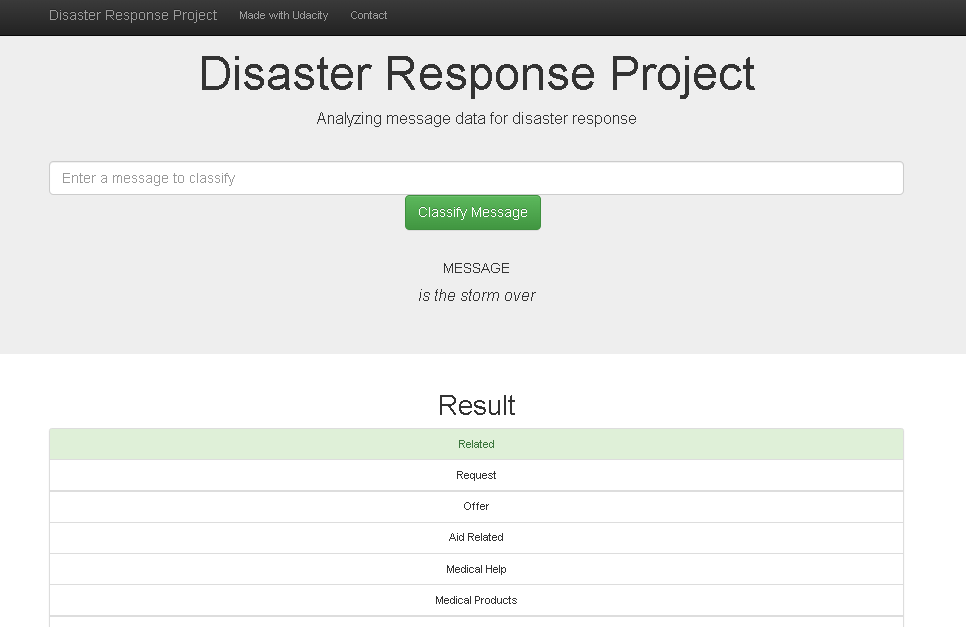 Disaster Response Project Made with Udacity Contact
Disaster Response Project
Analyzing message data for disaster response
Enter a message to classify
Classify Message
MESSAGE
is the storm over
Result
Related
Request
Offer
Aid Related
Medical Help
Medical Products